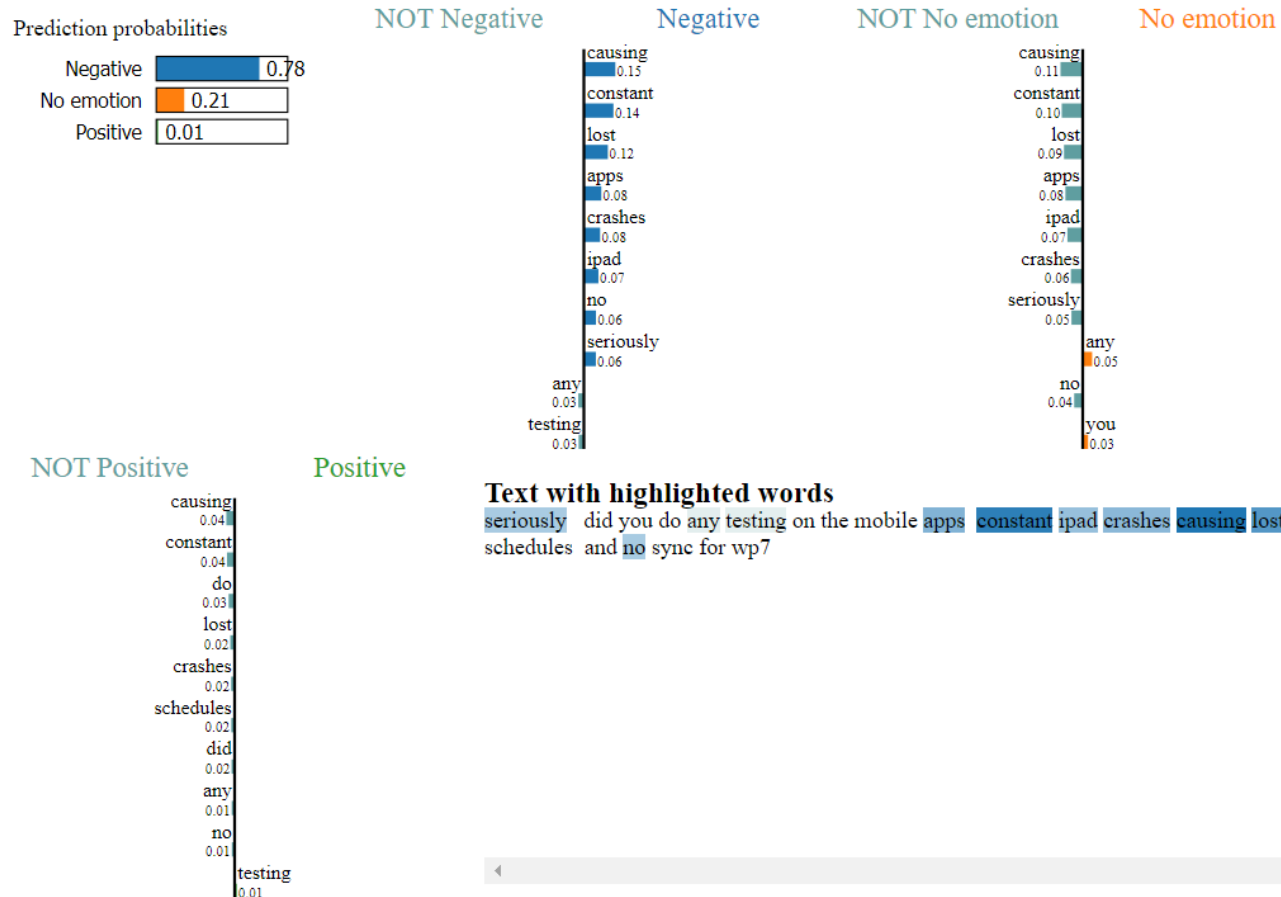 Prediction probabilities
Negative 0.78
No emotion 0.21
Positive 0.01
NOT Negative Negative
causing
0.15
constant
0.14
lost
0.12
apps
0.08
crashes
0.08
ipad
0.07
no
0.06
seriously
0.06
any
0.03
testing
0.03
NOT No emotion No emotion
causing
0.11
constant
0.10
lost
0.09
apps
0.08
ipad
0.07
crashes
0.06
seriously
0.05
any
0.05
no
0.04
you
0.03
NOT Positive Positive
causing
0.04
constant
0.04
do
0.03
lost
0.02
crashes
0.02
schedules
0.02
did
0.02
any
0.01
no
0.01
testing
0.01
Text with highlighted words
seriously did you do any testing on the mobile apps constant ipad crashes causing lost
schedules and no sync for wp7